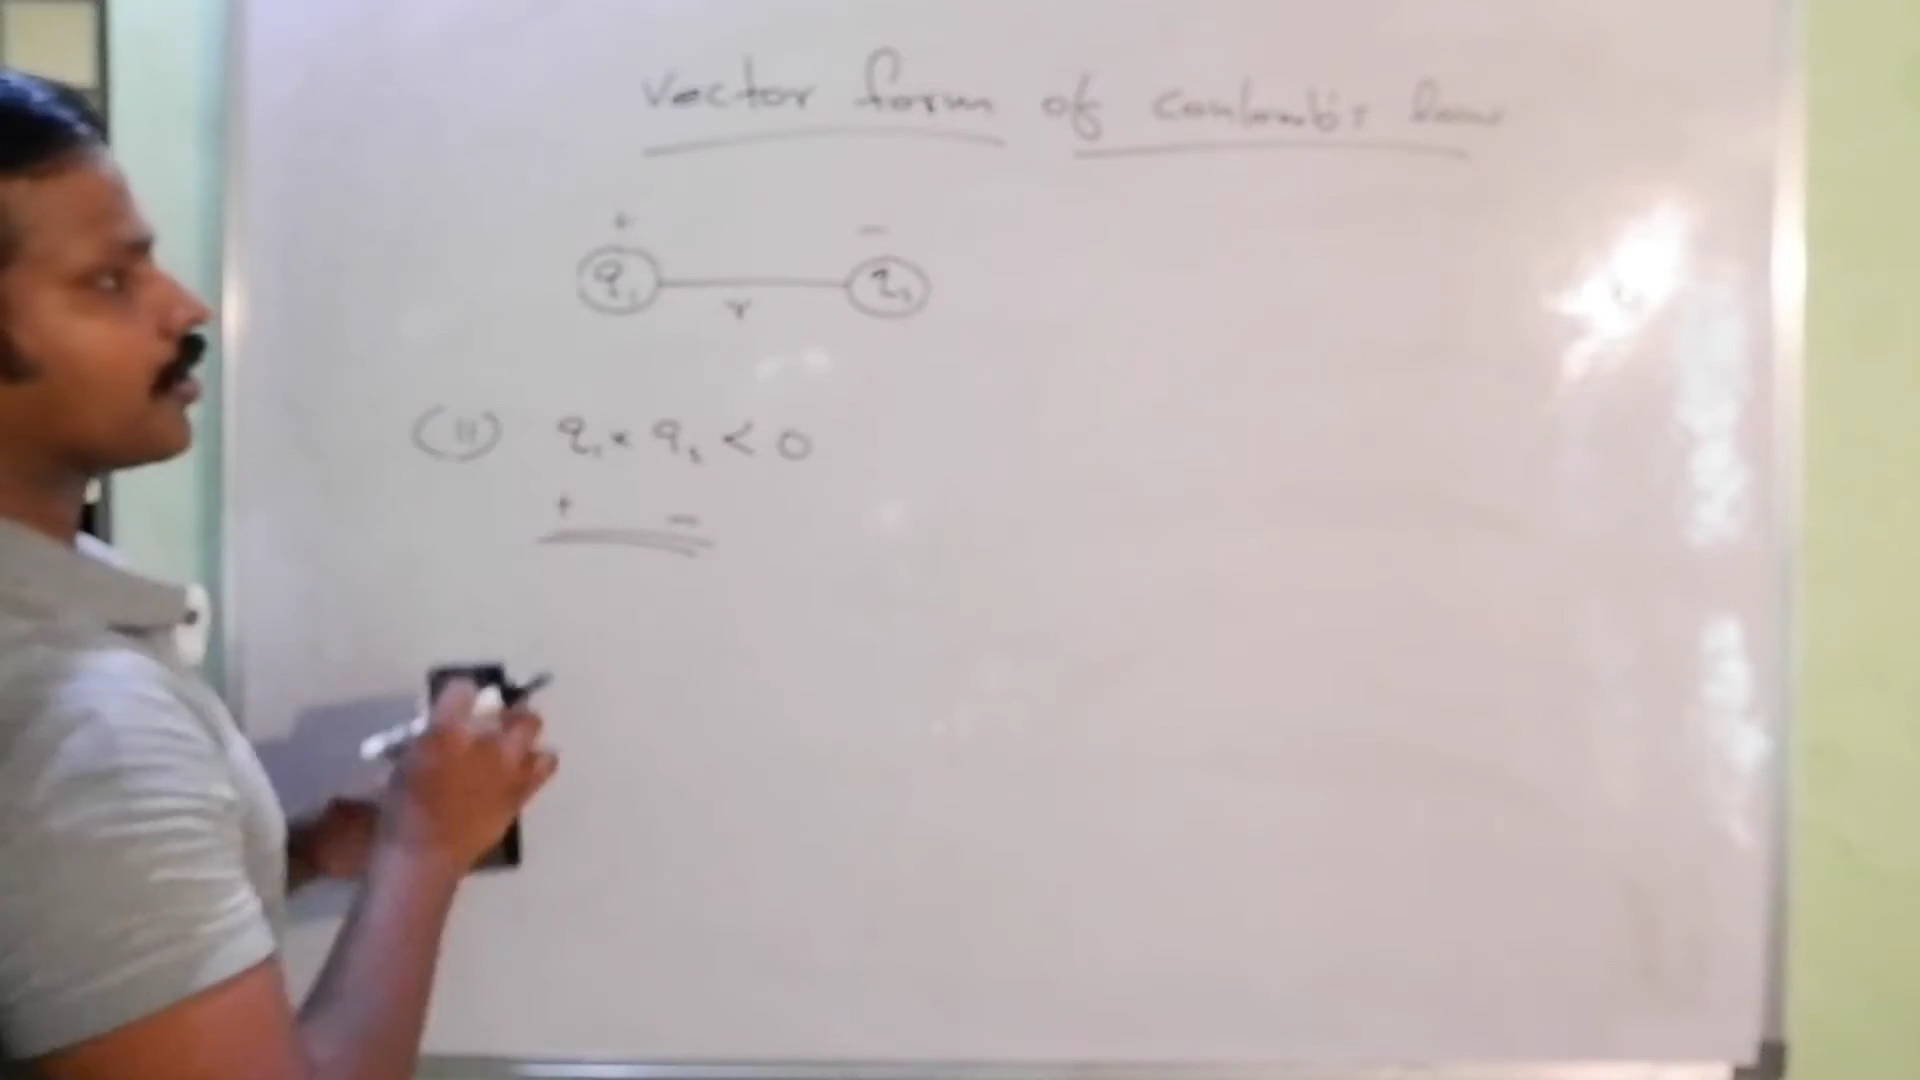 vector form of coulomb's law
+ -
q₁ q₂
r
(ii) q₁ × q₂ < 0
+ -